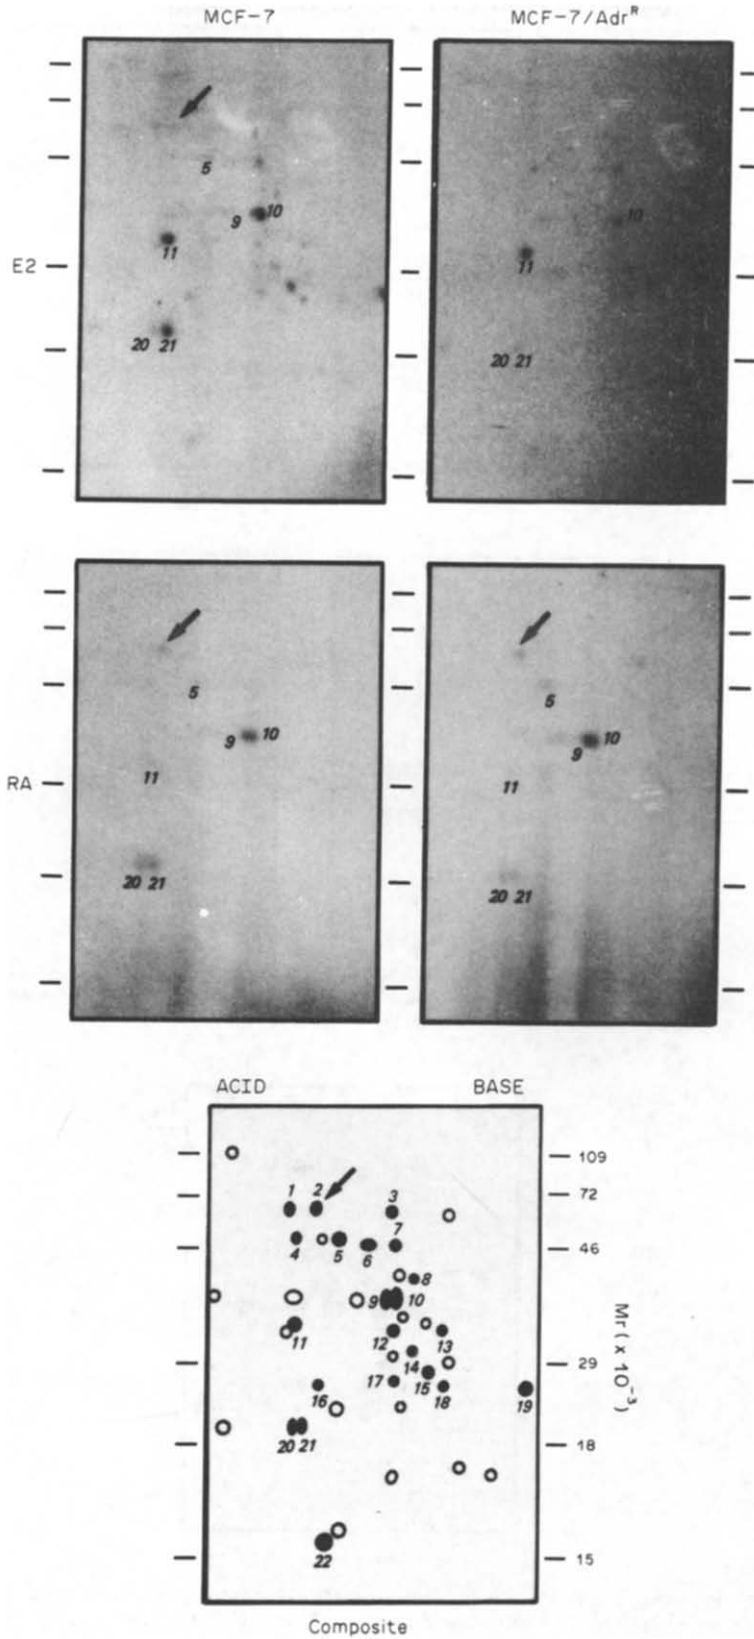 MCF-7 MCF-7/Adrᴿ
5
9 10 10
11 11
E2
20 21 20 21
5 5
9 10 9 10
11 11
RA
20 21 20 21
ACID BASE
109
1 2 3 72
4 5 6 7 46
8
9 10
11 12 13
14 29
16 17 15 18 19
20 21 18
22 15
Mr (x 10⁻³)
Composite